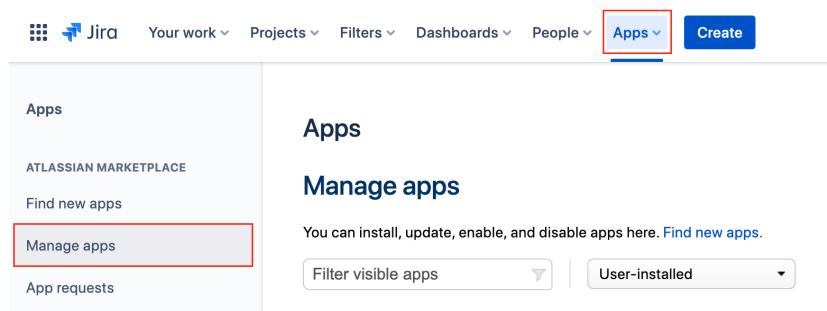 Jira Your work Projects Filters Dashboards People Apps Create
Apps
ATLASSIAN MARKETPLACE
Find new apps
Manage apps
App requests
Apps
Manage apps
You can install, update, enable, and disable apps here. Find new apps.
Filter visible apps User-installed